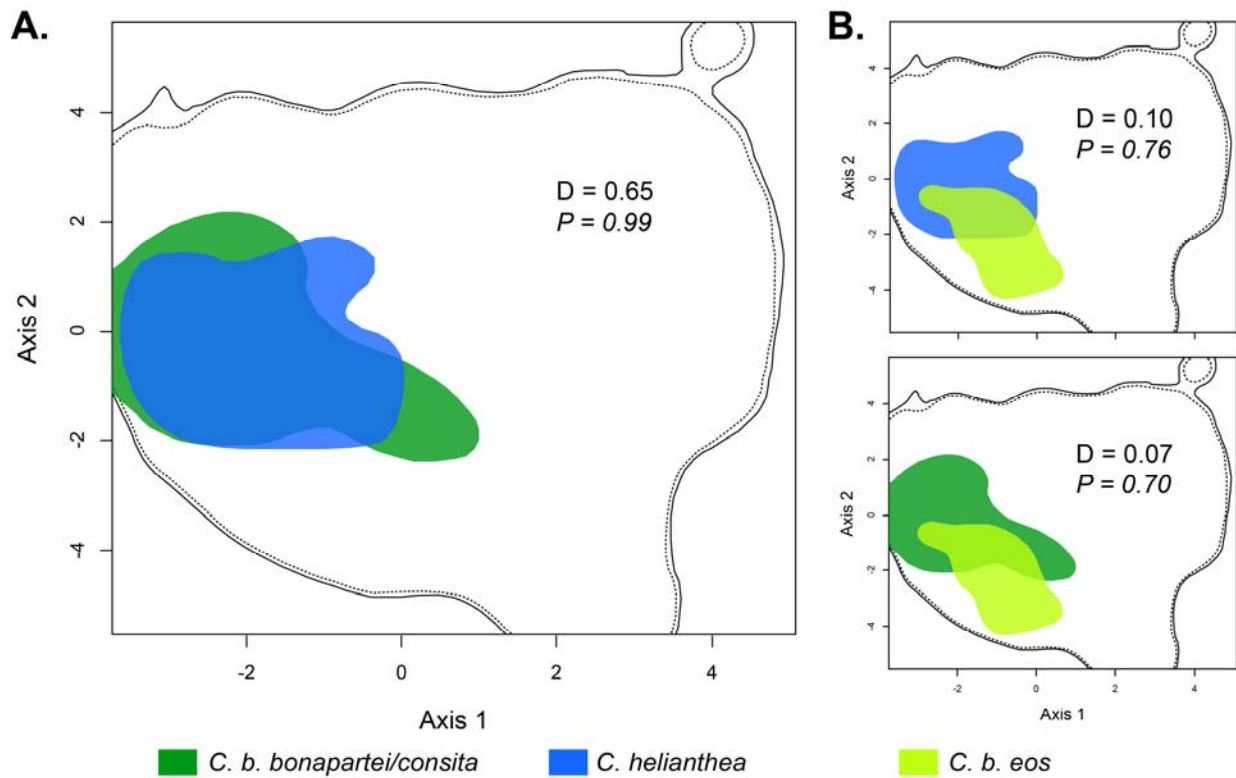 A.
B.
Axis 2
4
2
0
-2
-4
D = 0.65
P = 0.99
-2
0
2
4
Axis 1
Axis 2
4
2
0
-2
-4
D = 0.10
P = 0.76
Axis 2
4
2
0
-2
-4
D = 0.07
P = 0.70
-2
0
2
4
Axis 1
C. b. bonapartei/consita
C. helianthea
C. b. eos